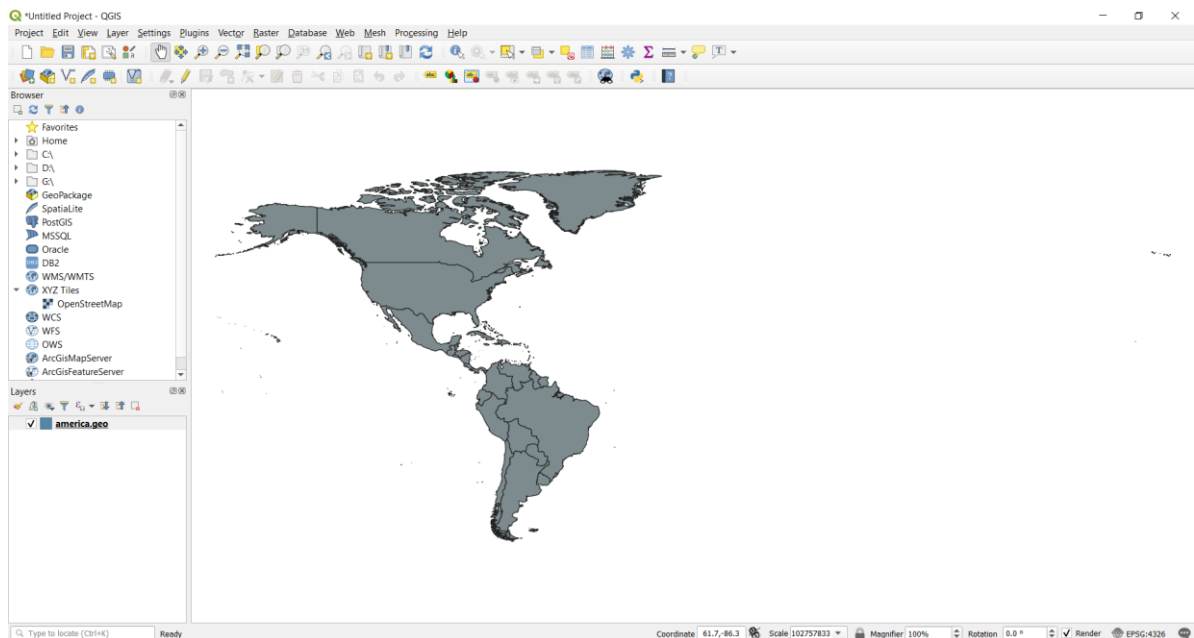 *Untitled Project - QGIS
Project Edit View Layer Settings Plugins Vector Raster Database Web Mesh Processing Help
Browser
Favorites
Home
C:\
D:\
G:\
GeoPackage
SpatiaLite
PostGIS
MSSQL
Oracle
DB2
WMS/WMTS
XYZ Tiles
OpenStreetMap
WCS
WFS
OWS
ArcGisMapServer
ArcGisFeatureServer
Layers
america.geo
Type to locate (Ctrl+K) Ready Coordinate 61.7,-86.3 Scale 102757833 Magnifier 100% Rotation 0.0 ° Render EPSG:4326